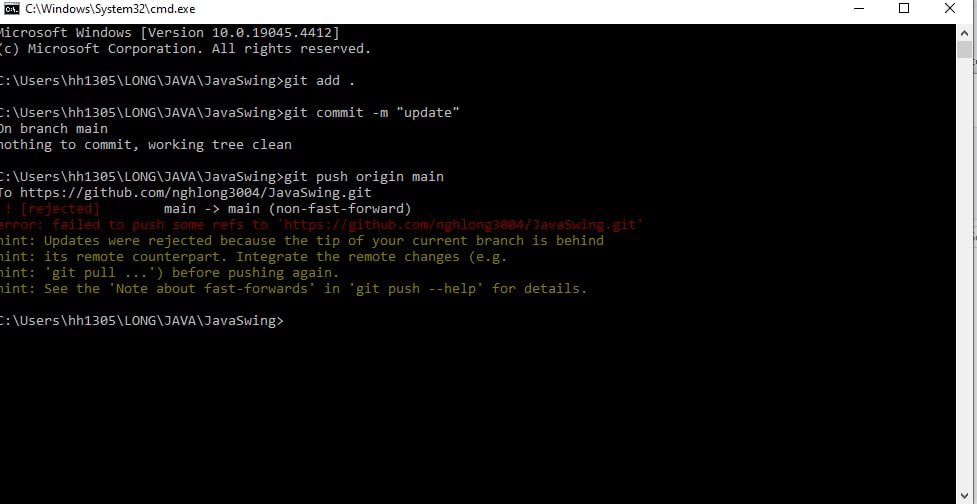 C:\Windows\System32\cmd.exe
Microsoft Windows [Version 10.0.19045.4412]
(c) Microsoft Corporation. All rights reserved.
C:\Users\hh1305\LONG\JAVA\JavaSwing>git add .
C:\Users\hh1305\LONG\JAVA\JavaSwing>git commit -m "update"
On branch main
nothing to commit, working tree clean
C:\Users\hh1305\LONG\JAVA\JavaSwing>git push origin main
To https://github.com/nghlong3004/JavaSwing.git
! [rejected] main -> main (non-fast-forward)
error: failed to push some refs to 'https://github.com/nghlong3004/JavaSwing.git'
hint: Updates were rejected because the tip of your current branch is behind
hint: its remote counterpart. Integrate the remote changes (e.g.
hint: 'git pull ...') before pushing again.
hint: See the 'Note about fast-forwards' in 'git push --help' for details.
C:\Users\hh1305\LONG\JAVA\JavaSwing>